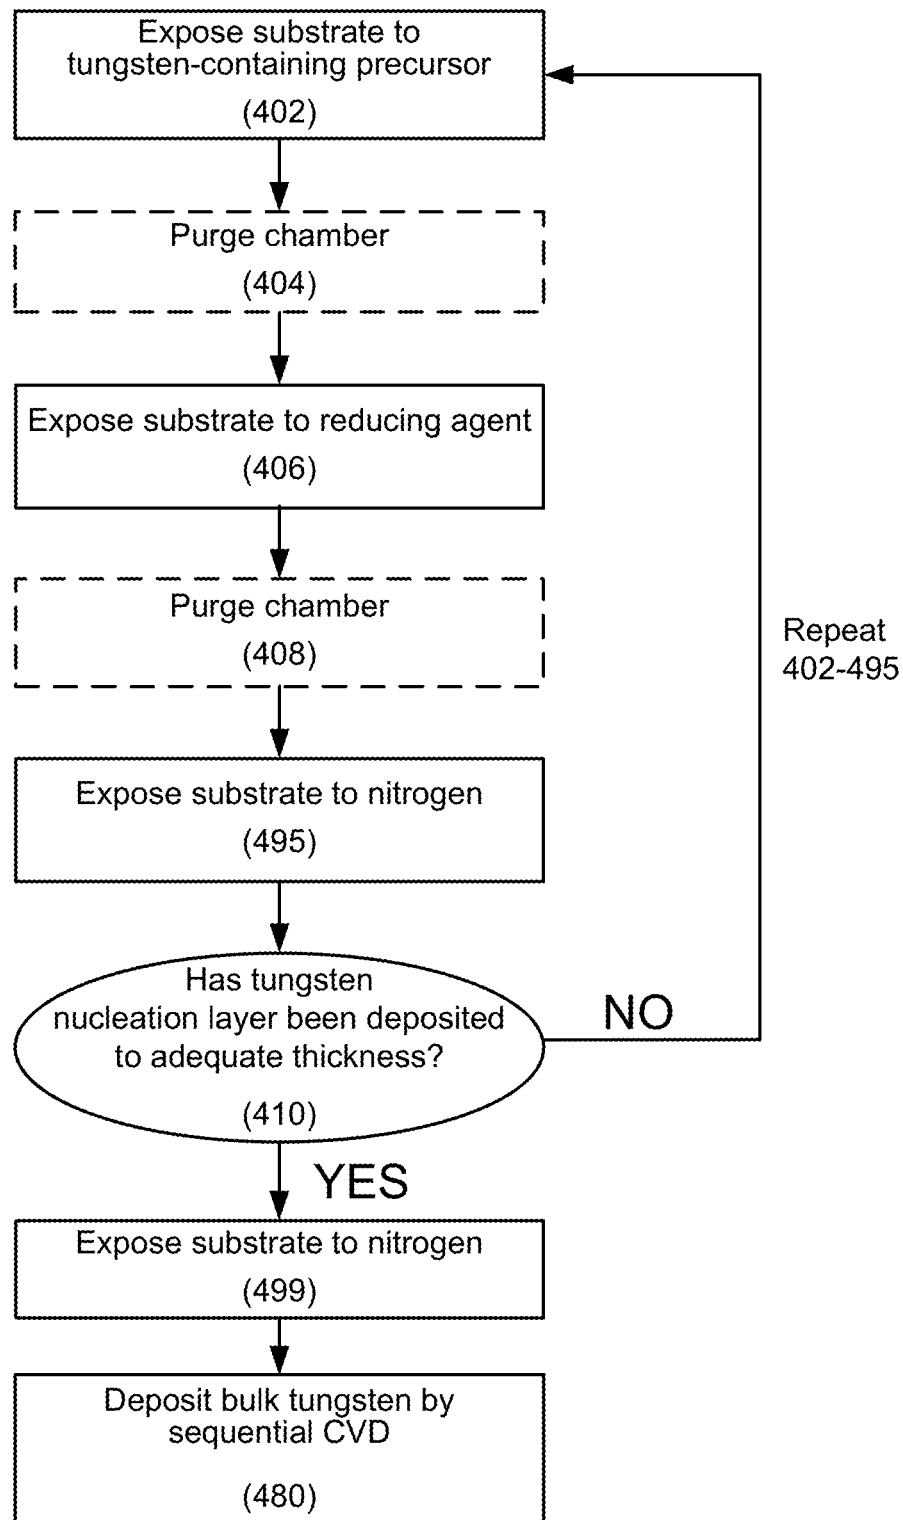 Expose substrate to
tungsten-containing precursor
(402)
Purge chamber
(404)
Expose substrate to reducing agent
(406)
Purge chamber
(408)
Repeat
402-495
Expose substrate to nitrogen
(495)
Has tungsten
nucleation layer been deposited
to adequate thickness?
(410)
NO
YES
Expose substrate to nitrogen
(499)
Deposit bulk tungsten by
sequential CVD
(480)